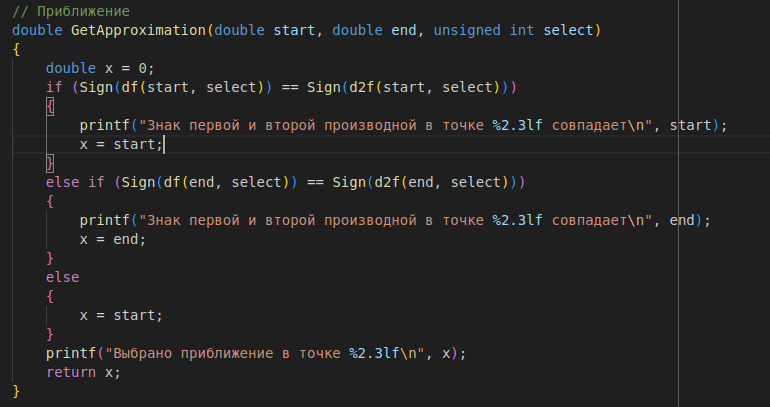 // Приближение
double GetApproximation(double start, double end, unsigned int select)
{
    double x = 0;
    if (Sign(df(start, select)) == Sign(d2f(start, select)))
    {
        printf("Знак первой и второй производной в точке %2.3lf совпадает\n", start);
        x = start;
    }
    else if (Sign(df(end, select)) == Sign(d2f(end, select)))
    {
        printf("Знак первой и второй производной в точке %2.3lf совпадает\n", end);
        x = end;
    }
    else
    {
        x = start;
    }
    printf("Выбрано приближение в точке %2.3lf\n", x);
    return x;
}